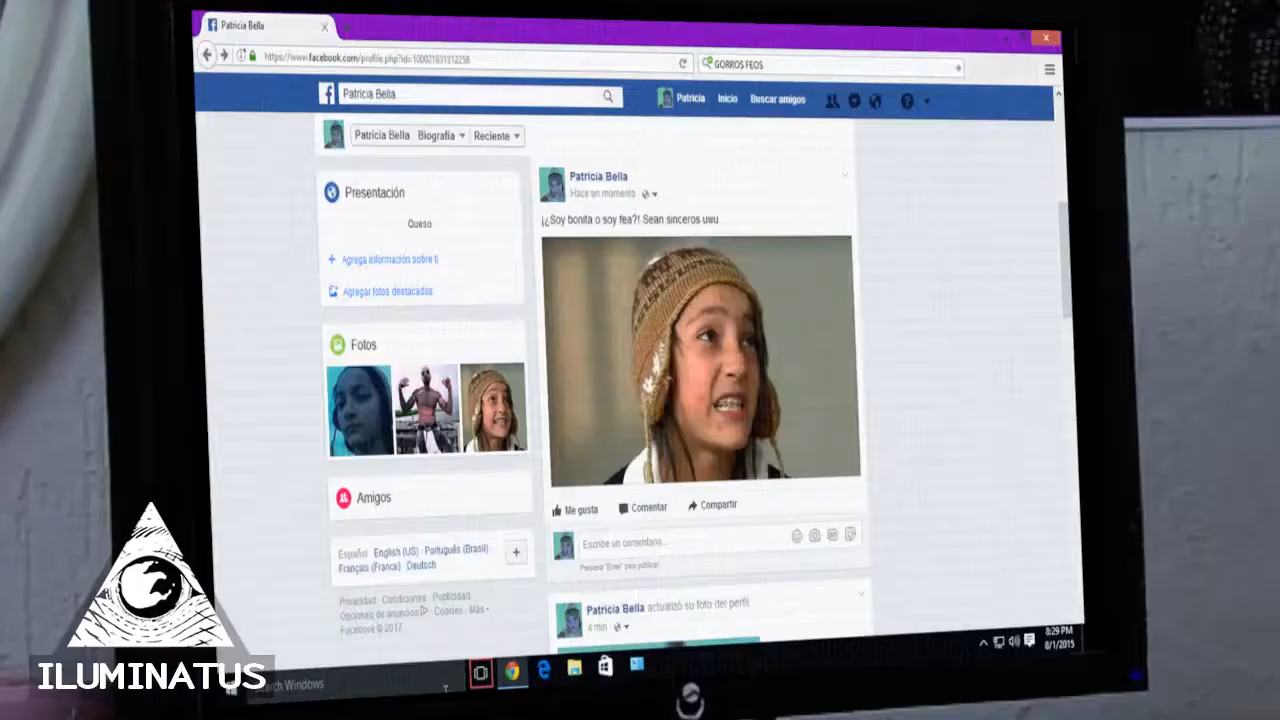 Patricia Bella
https://www.facebook.com/profile.php?id=100021031312258
GORROS FEOS
Patricia Bella
Patricia
Inicio
Buscar amigos
Patricia Bella
Biografía
Reciente
Presentación
Queso
Agrega información sobre ti
Agregar fotos destacadas
Fotos
Amigos
Español English (US) Português (Brasil)
Français (France) Deutsch
Privacidad Condiciones Publicidad
Opciones de anuncios Cookies Más
Facebook © 2017
Patricia Bella
Hace un momento
¡¿Soy bonita o soy fea?! Sean sinceros uwu
Me gusta
Comentar
Compartir
Escribe un comentario...
Presiona "Enter" para publicar.
Patricia Bella actualizó su foto del perfil.
4 min
Search Windows
8:29 PM
8/1/2015
ILUMINATUS